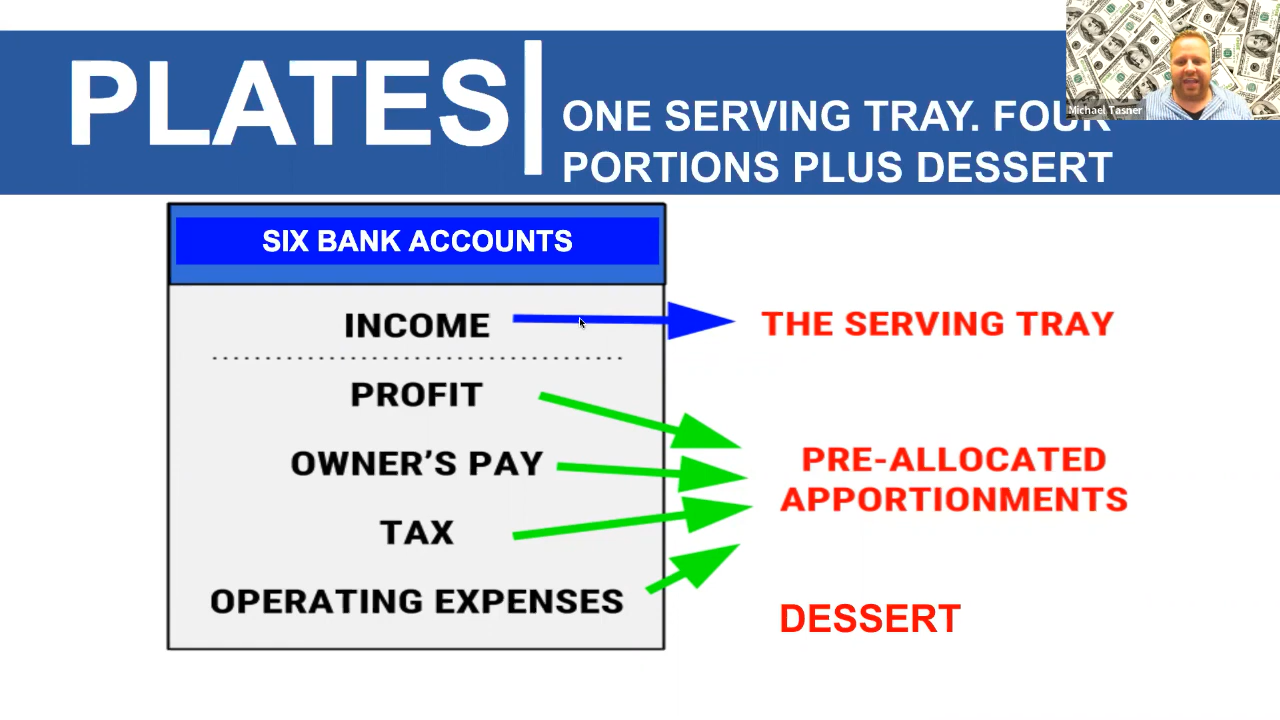 PLATES
ONE SERVING TRAY. FOUR
PORTIONS PLUS DESSERT
Michael Tasner
SIX BANK ACCOUNTS
INCOME
THE SERVING TRAY
PROFIT
OWNER'S PAY
TAX
OPERATING EXPENSES
PRE-ALLOCATED
APPORTIONMENTS
DESSERT